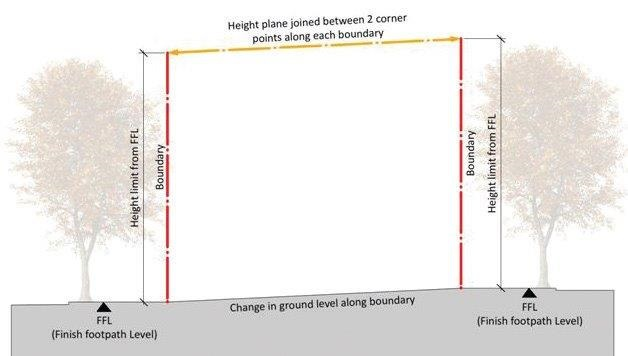 Height plane joined between 2 corner
points along each boundary
Height limit from FFL
Boundary
Boundary
Height limit from FFL
Change in ground level along boundary
FFL
(Finish footpath Level)
FFL
(Finish footpath Level)